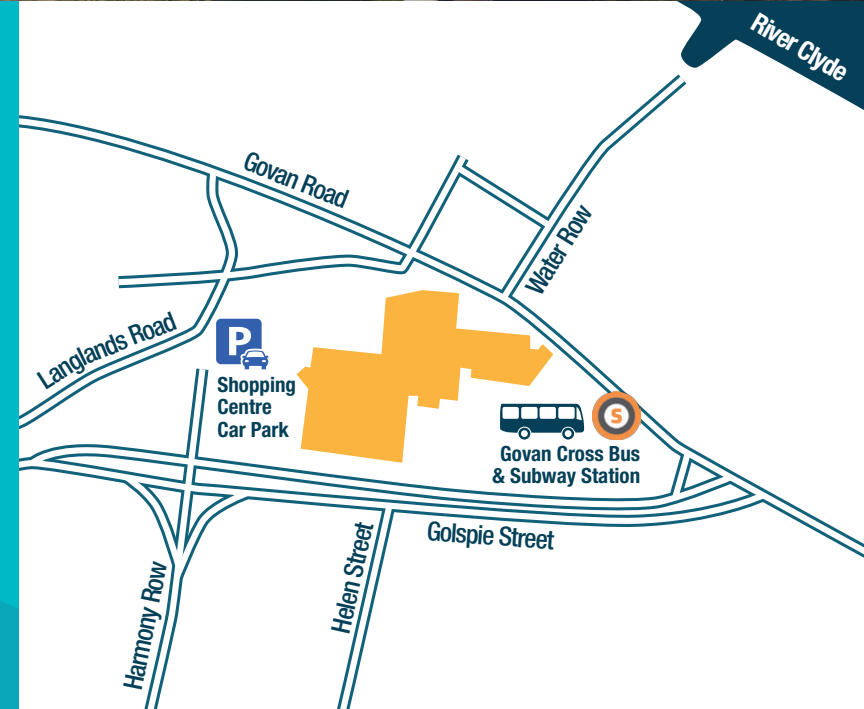 River Clyde
Govan Road
Water Row
Langlands Road
P
Shopping
Centre
Car Park
S
Govan Cross Bus
& Subway Station
Golspie Street
Helen Street
Harmony Row